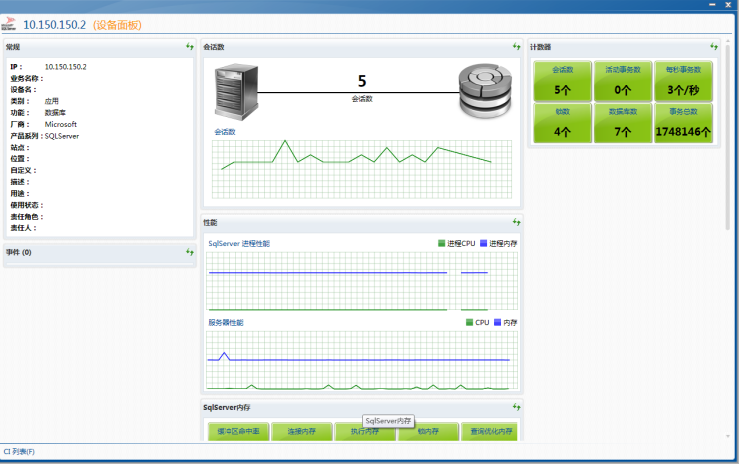 10.150.150.2 (设备面板)
常规
IP： 10.150.150.2
业务名称：
设备名：
类别： 应用
功能： 数据库
厂商： Microsoft
产品系列：SQLServer
站点：
位置：
自定义：
描述：
用途：
使用状态：
责任角色：
责任人：
事件 (0)
会话数
5
会话数
会话数
性能
SqlServer 进程性能
进程CPU 进程内存
服务器性能
CPU 内存
SqlServer内存
缓冲区命中率 连接内存 执行内存 锁内存 查询优化内存
SqlServer内存
计数器
会话数 活动事务数 每秒事务数
5个 0个 3个/秒
锁数 数据库数 事务总数
4个 7个 1748146个
CI 列表(F)